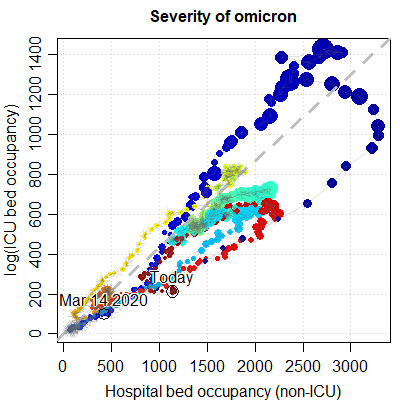 Severity of omicron
log(ICU bed occupancy)
1400
1200
1000
800
600
400
200
0
Mar 14 2020
Today
0 500 1000 1500 2000 2500 3000
Hospital bed occupancy (non-ICU)